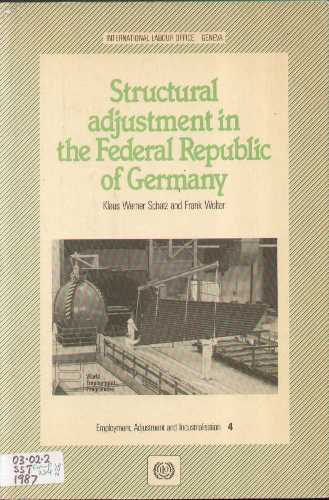 INTERNATIONAL LABOUR OFFICE GENEVA
Structural
adjustment in
the Federal Republic
of Germany
Klaus Werner Schatz and Frank Wolter
World
Employment
Programme
Employment, Adjustment and Industrialisation 4
03-02-2
SST
1987